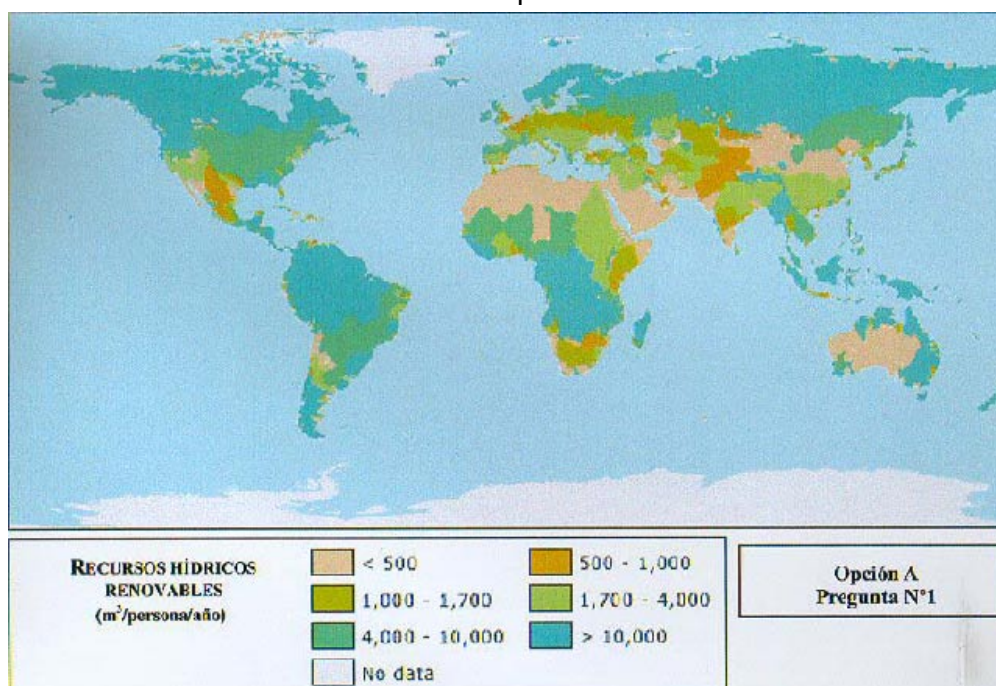 RECURSOS HÍDRICOS
RENOVABLES
(m³/persona/año)
< 500
500 - 1,000
1,000 - 1,700
1,700 - 4,000
4,000 - 10,000
> 10,000
No data
Opción A
Pregunta Nº1